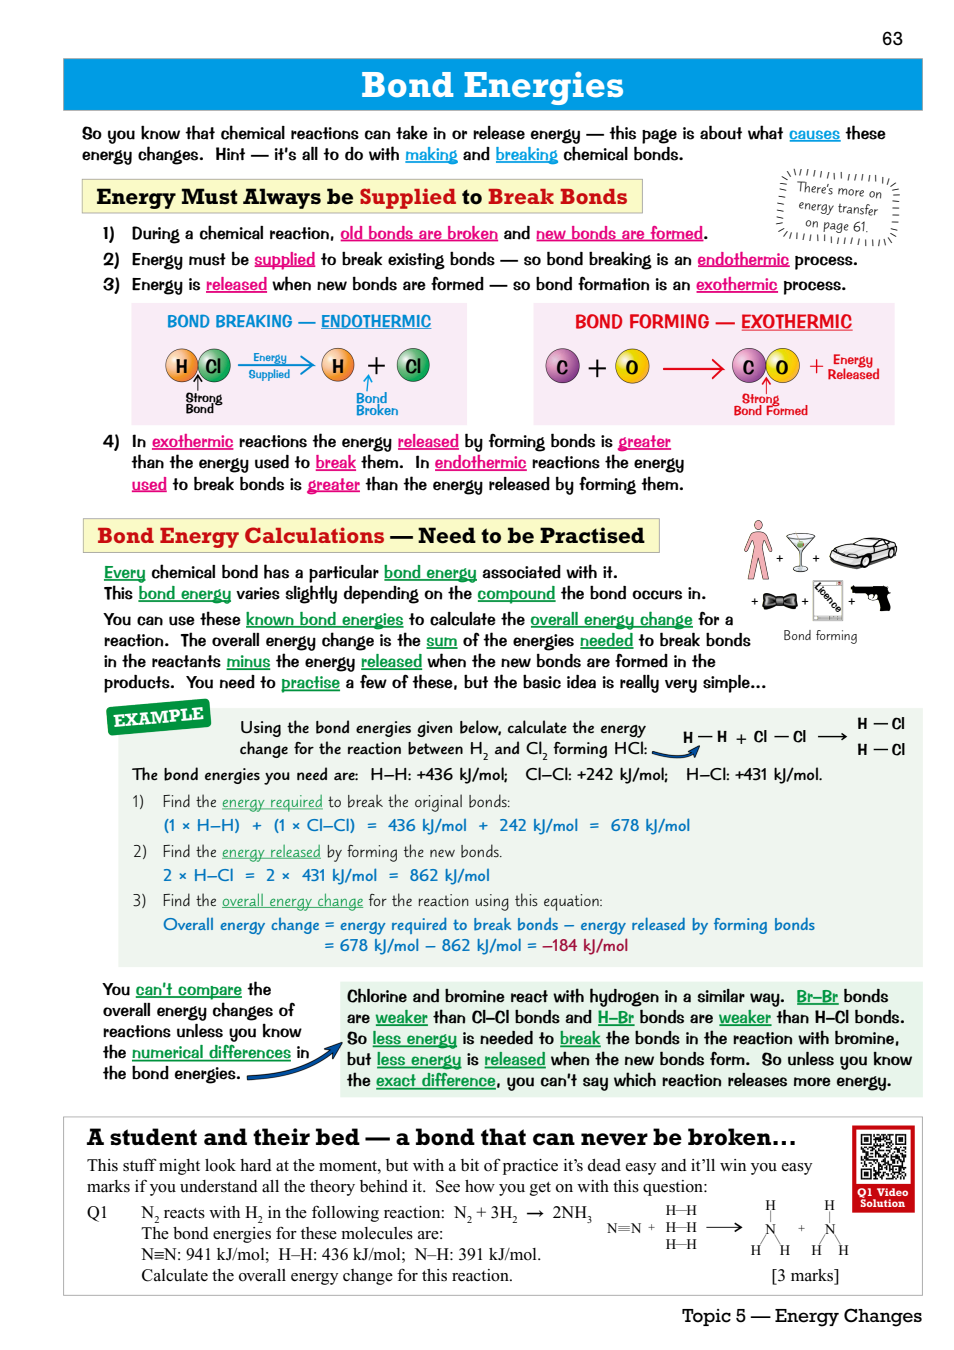 63
Bond Energies
So you know that chemical reactions can take in or release energy — this page is about what causes these
energy changes. Hint — it's all to do with making and breaking chemical bonds.
Energy Must Always be Supplied to Break Bonds
There's more on
energy transfer
on page 61.
1) During a chemical reaction, old bonds are broken and new bonds are formed.
2) Energy must be supplied to break existing bonds — so bond breaking is an endothermic process.
3) Energy is released when new bonds are formed — so bond formation is an exothermic process.
BOND BREAKING — ENDOTHERMIC
H Cl Energy Supplied H + Cl
Strong Bond
Bond Broken
BOND FORMING — EXOTHERMIC
C + O C O + Energy Released
Strong Bond Formed
4) In exothermic reactions the energy released by forming bonds is greater
than the energy used to break them. In endothermic reactions the energy
used to break bonds is greater than the energy released by forming them.
Bond Energy Calculations — Need to be Practised
Every chemical bond has a particular bond energy associated with it.
This bond energy varies slightly depending on the compound the bond occurs in.
You can use these known bond energies to calculate the overall energy change for a
reaction. The overall energy change is the sum of the energies needed to break bonds
in the reactants minus the energy released when the new bonds are formed in the
products. You need to practise a few of these, but the basic idea is really very simple...
+ +
+ + Licence +
Bond forming
EXAMPLE
Using the bond energies given below, calculate the energy
change for the reaction between H₂ and Cl₂ forming HCl:
H — H + Cl — Cl ⟶ H — Cl
H — Cl
The bond energies you need are: H–H: +436 kJ/mol; Cl–Cl: +242 kJ/mol; H–Cl: +431 kJ/mol.
1) Find the energy required to break the original bonds:
(1 × H–H) + (1 × Cl–Cl) = 436 kJ/mol + 242 kJ/mol = 678 kJ/mol
2) Find the energy released by forming the new bonds.
2 × H–Cl = 2 × 431 kJ/mol = 862 kJ/mol
3) Find the overall energy change for the reaction using this equation:
Overall energy change = energy required to break bonds – energy released by forming bonds
= 678 kJ/mol – 862 kJ/mol = –184 kJ/mol
You can't compare the
overall energy changes of
reactions unless you know
the numerical differences in
the bond energies.
Chlorine and bromine react with hydrogen in a similar way. Br–Br bonds
are weaker than Cl–Cl bonds and H–Br bonds are weaker than H–Cl bonds.
So less energy is needed to break the bonds in the reaction with bromine,
but less energy is released when the new bonds form. So unless you know
the exact difference, you can't say which reaction releases more energy.
A student and their bed — a bond that can never be broken...
This stuff might look hard at the moment, but with a bit of practice it's dead easy and it'll win you easy
marks if you understand all the theory behind it. See how you get on with this question:
Q1 Video
Solution
Q1 N₂ reacts with H₂ in the following reaction: N₂ + 3H₂ → 2NH₃
The bond energies for these molecules are:
N≡N: 941 kJ/mol; H–H: 436 kJ/mol; N–H: 391 kJ/mol.
Calculate the overall energy change for this reaction.
H–H H H
N≡N + H–H ⟶ N + N
H–H H H H H
[3 marks]
Topic 5 — Energy Changes